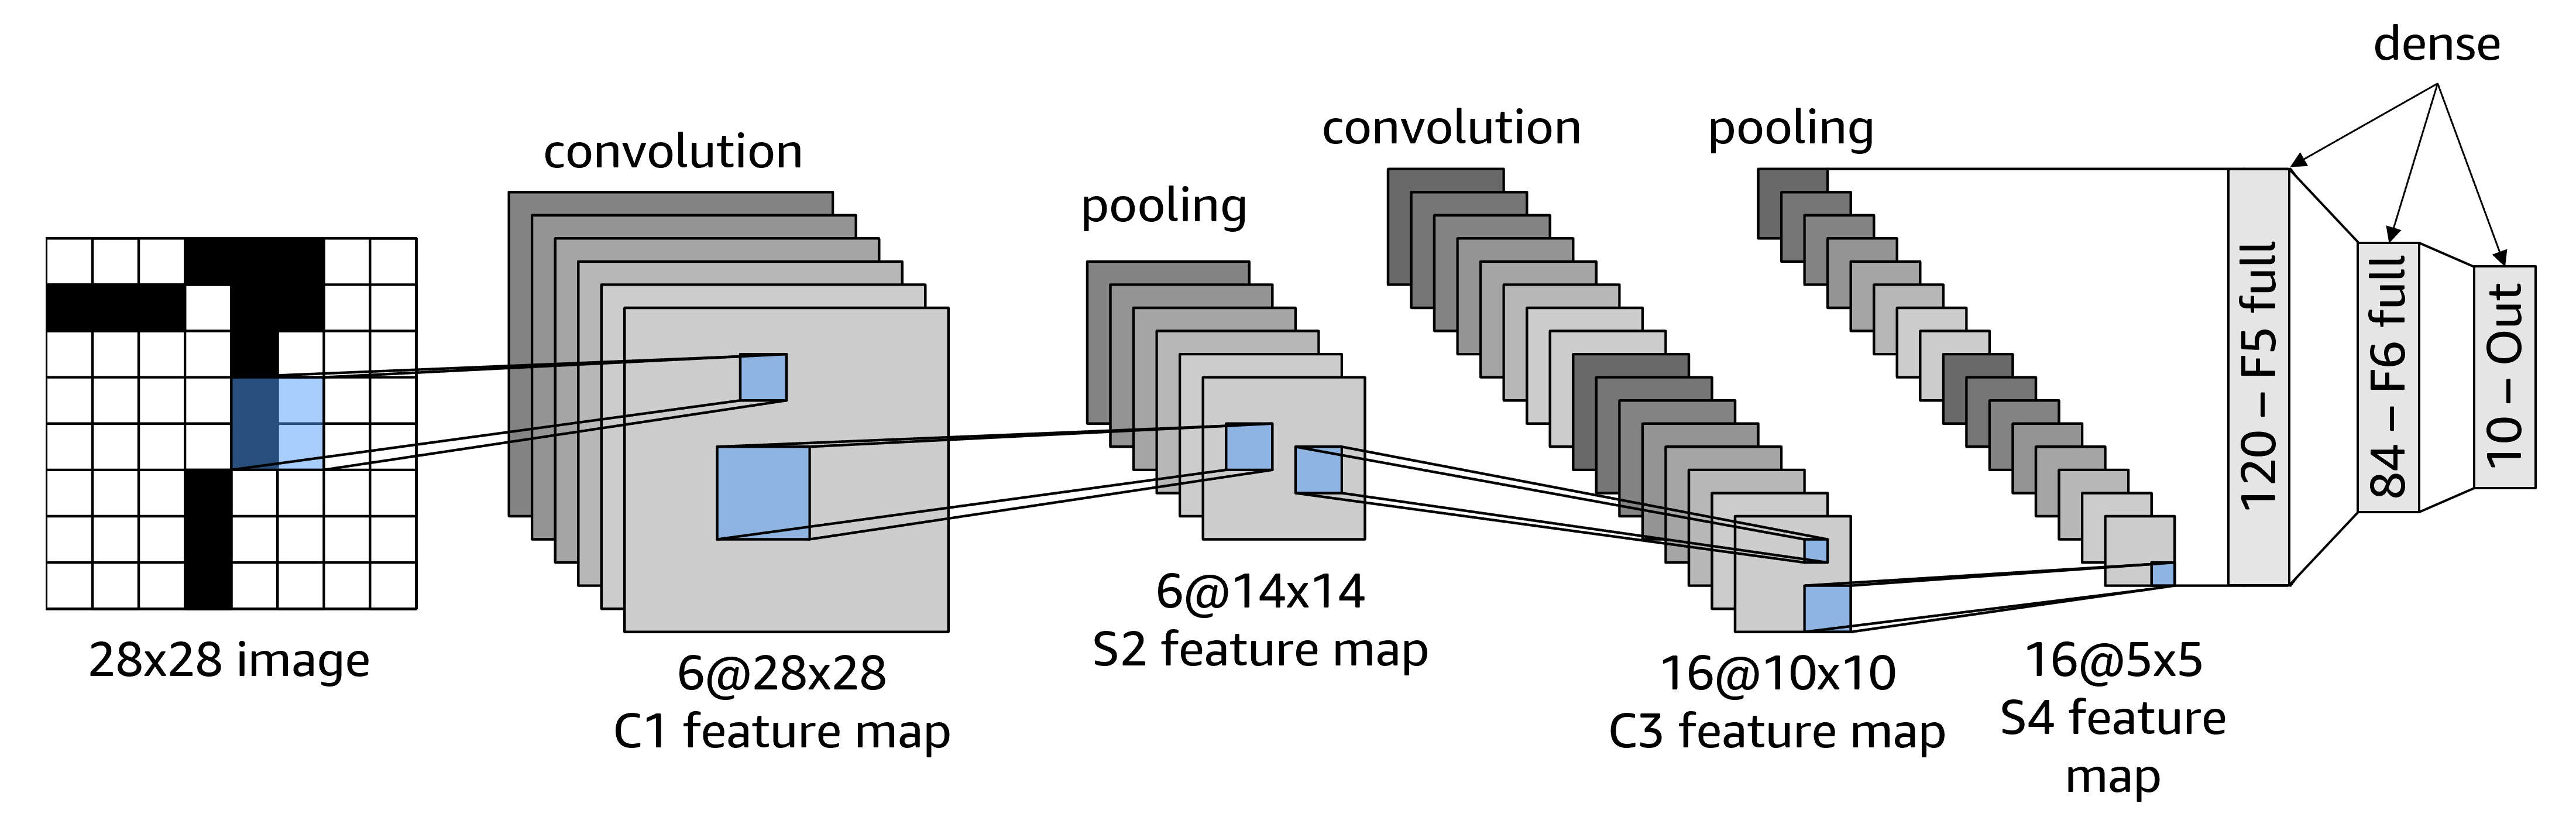 dense
convolution
pooling
convolution
pooling
28x28 image
6@28x28
C1 feature map
6@14x14
S2 feature map
16@10x10
C3 feature map
16@5x5
S4 feature
map
120 – F5 full
84 – F6 full
10 – Out